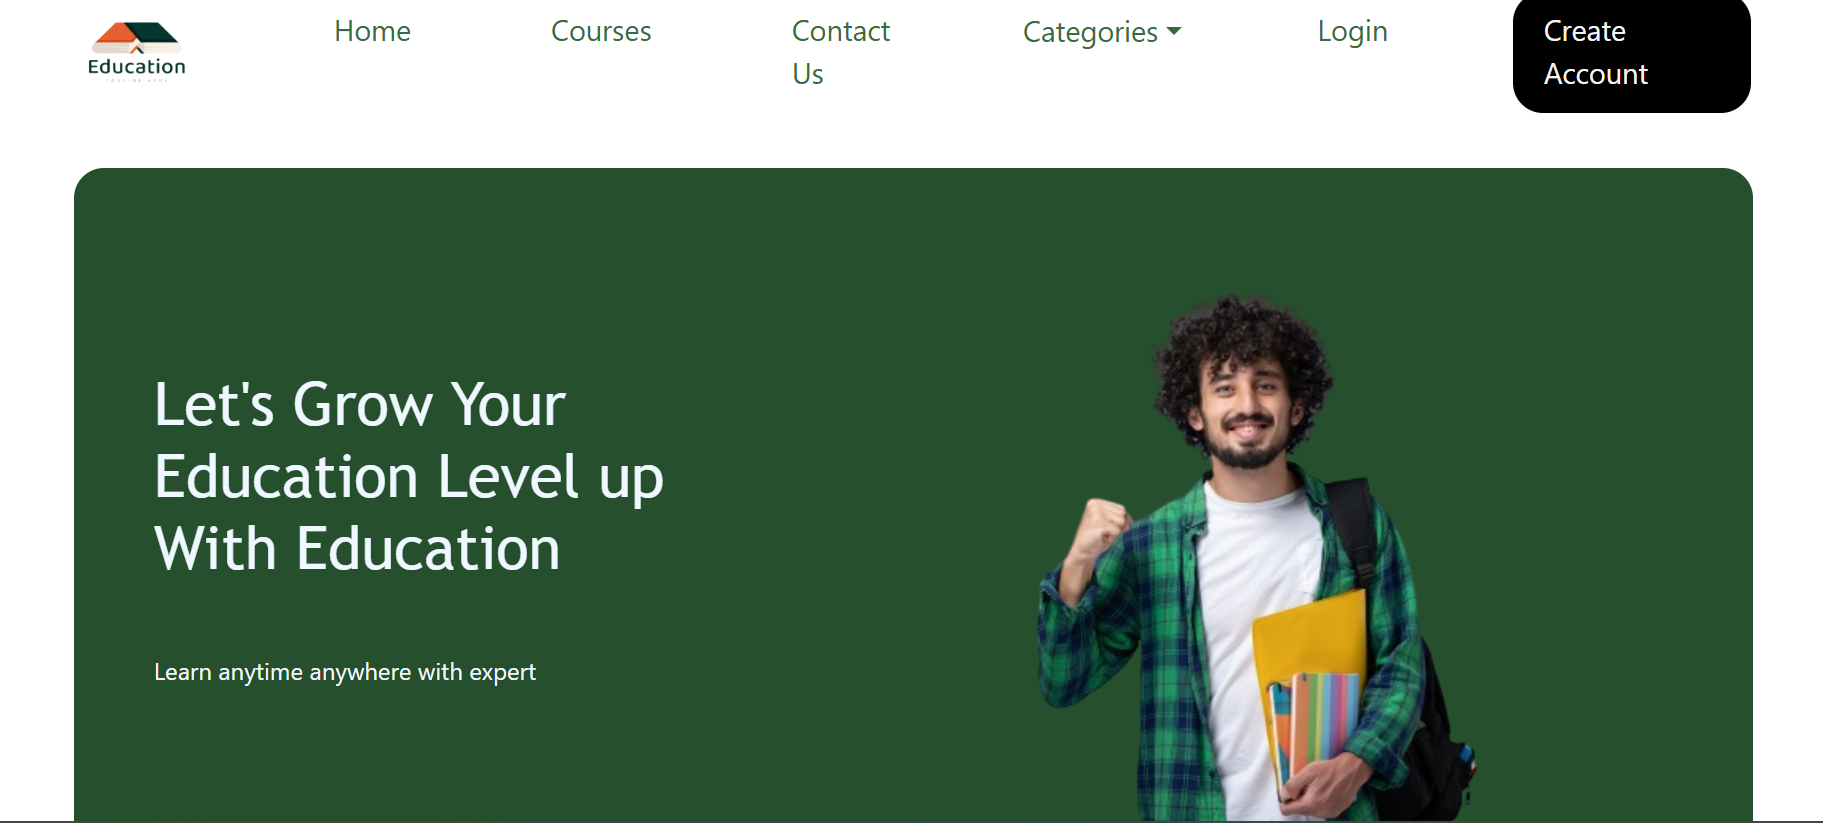 Education
Home
Courses
Contact
Us
Categories
Login
Create
Account
Let's Grow Your
Education Level up
With Education
Learn anytime anywhere with expert